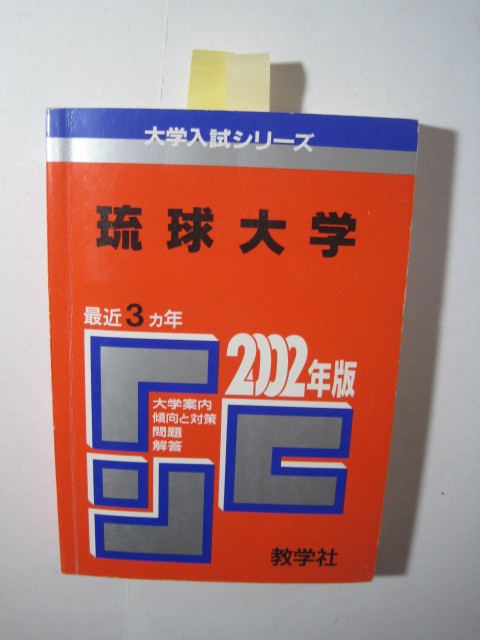 大学入試シリーズ
琉球大学
最近3ヵ年
2002年版
大学案内
傾向と対策
問題
解答
教学社